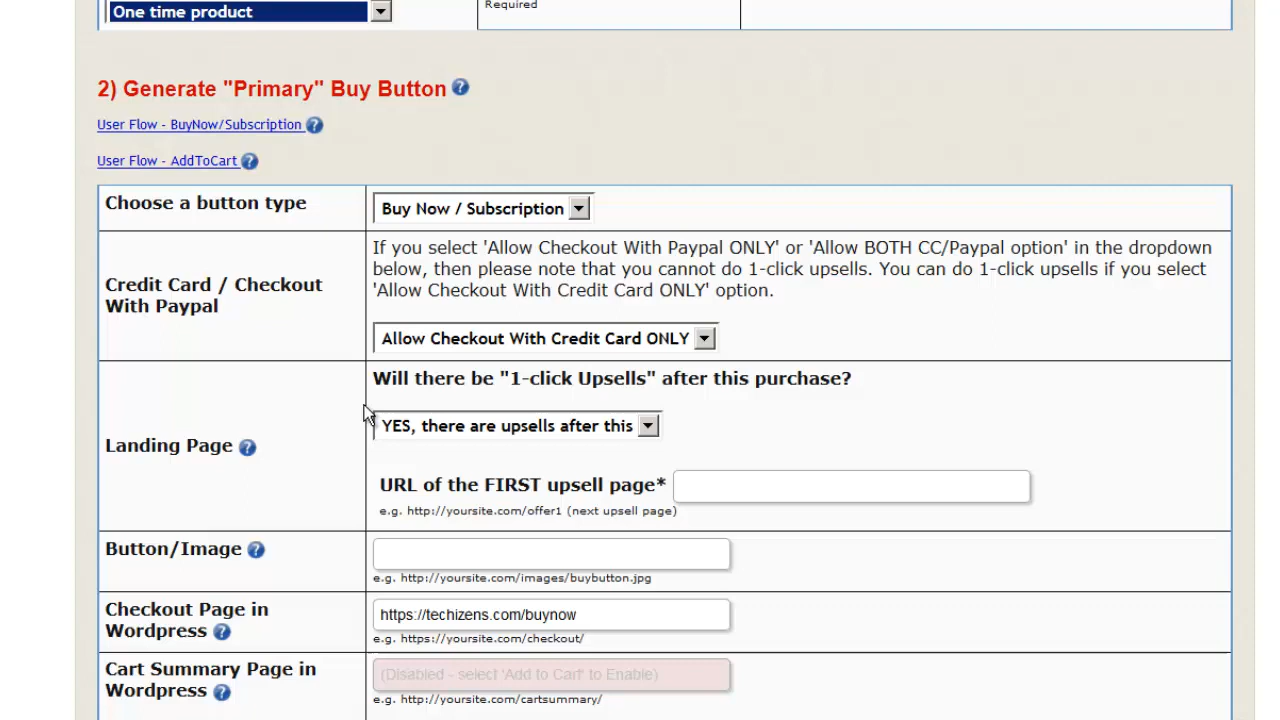 One time product
Required
2) Generate "Primary" Buy Button
User Flow - BuyNow/Subscription
User Flow - AddToCart
Choose a button type
Buy Now / Subscription
Credit Card / Checkout
With Paypal
If you select 'Allow Checkout With Paypal ONLY' or 'Allow BOTH CC/Paypal option' in the dropdown
below, then please note that you cannot do 1-click upsells. You can do 1-click upsells if you select
'Allow Checkout With Credit Card ONLY' option.
Allow Checkout With Credit Card ONLY
Landing Page
Will there be "1-click Upsells" after this purchase?
YES, there are upsells after this
URL of the FIRST upsell page*
e.g. http://yoursite.com/offer1 (next upsell page)
Button/Image
e.g. http://yoursite.com/images/buybutton.jpg
Checkout Page in
Wordpress
https://techizens.com/buynow
e.g. https://yoursite.com/checkout/
Cart Summary Page in
Wordpress
(Disabled - select 'Add to Cart' to Enable)
e.g. http://yoursite.com/cartsummary/